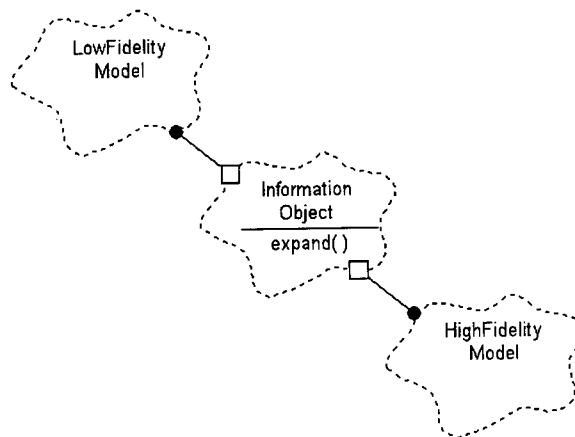 LowFidelity
Model
Information
Object
expand( )
HighFidelity
Model